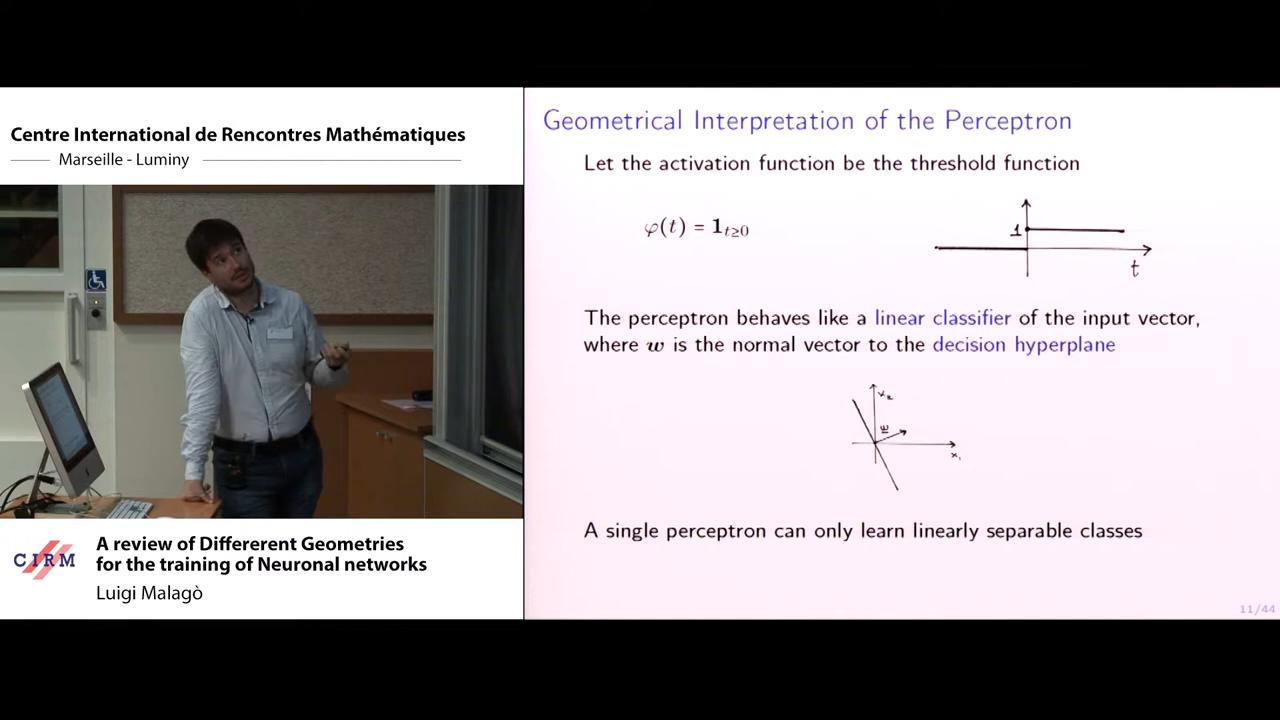 Centre International de Rencontres Mathématiques
Marseille - Luminy
CIRM
A review of Differerent Geometries
for the training of Neuronal networks
Luigi Malagò
Geometrical Interpretation of the Perceptron
Let the activation function be the threshold function
φ(t) = 1_{t≥0}
1
t
The perceptron behaves like a linear classifier of the input vector,
where w is the normal vector to the decision hyperplane
x₂
w
x₁
A single perceptron can only learn linearly separable classes
11/44